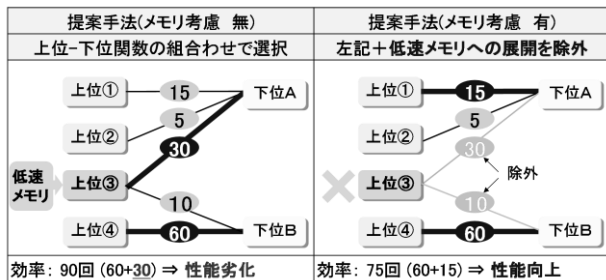 提案手法(メモリ考慮 無)
上位-下位関数の組合わせで選択
上位①
15
下位A
5
上位②
30
低速
メモリ
上位③
10
上位④
60
下位B
効率: 90回 (60+30) ⇒ 性能劣化
提案手法(メモリ考慮 有)
左記+低速メモリへの展開を除外
上位①
15
下位A
5
上位②
30
除外
上位③
10
上位④
60
下位B
効率: 75回 (60+15) ⇒ 性能向上